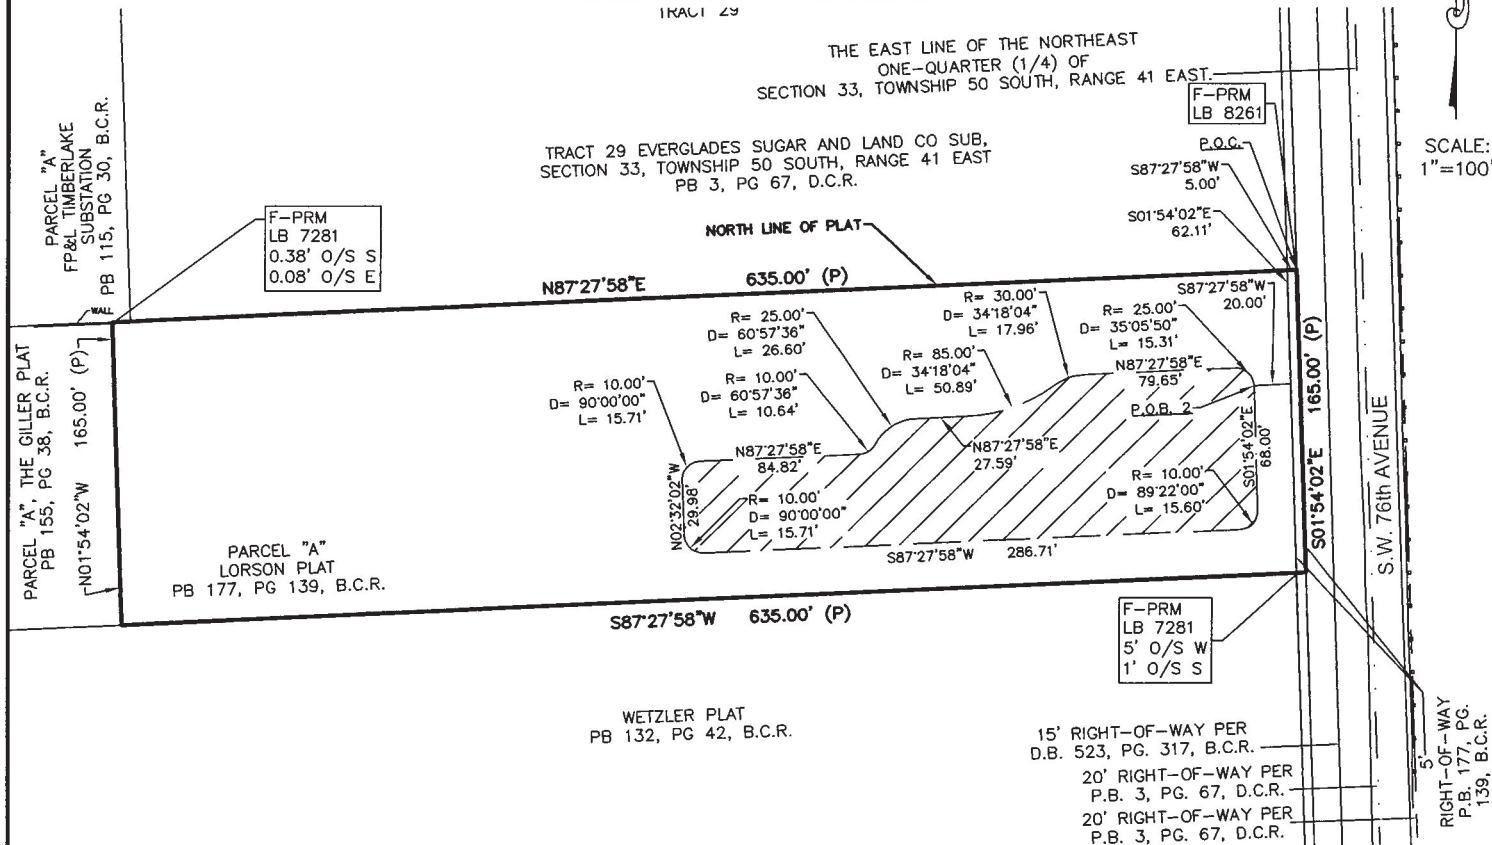 TRACT 29
THE EAST LINE OF THE NORTHEAST
ONE-QUARTER (1/4) OF
SECTION 33, TOWNSHIP 50 SOUTH, RANGE 41 EAST.
F-PRM
LB 8261
P.O.C.
SCALE:
1"=100'
TRACT 29 EVERGLADES SUGAR AND LAND CO SUB,
SECTION 33, TOWNSHIP 50 SOUTH, RANGE 41 EAST
PB 3, PG 67, D.C.R.
S87°27'58"W
5.00'
S01°54'02"E
62.11'
PARCEL "A"
FP&L TIMBERLAKE
SUBSTATION
PB 115, PG 30, B.C.R.
F-PRM
LB 7281
0.38' O/S S
0.08' O/S E
NORTH LINE OF PLAT
N87°27'58"E 635.00' (P)
WALL
S87°27'58"W
20.00'
R= 30.00'
D= 34°18'04"
L= 17.96'
R= 25.00'
D= 35°05'50"
L= 15.31'
R= 25.00'
D= 60°57'36"
L= 26.60'
R= 85.00'
D= 34°18'04"
L= 50.89'
N87°27'58"E
79.65'
R= 10.00'
D= 90°00'00"
L= 15.71'
R= 10.00'
D= 60°57'36"
L= 10.64'
P.O.B. 2
N87°27'58"E
84.82'
N87°27'58"E
27.59'
S01°54'02"E
68.00'
R= 10.00'
D= 89°22'00"
L= 15.60'
N02°32'02"W
29.98'
R= 10.00'
D= 90°00'00"
L= 15.71'
S87°27'58"W 286.71'
S01°54'02"E 165.00' (P)
S.W. 76th AVENUE
PARCEL "A", THE GILLER PLAT
PB 155, PG 38, B.C.R.
N01°54'02"W 165.00' (P)
PARCEL "A"
LORSON PLAT
PB 177, PG 139, B.C.R.
S87°27'58"W 635.00' (P)
F-PRM
LB 7281
5' O/S W
1' O/S S
WETZLER PLAT
PB 132, PG 42, B.C.R.
15' RIGHT-OF-WAY PER
D.B. 523, PG. 317, B.C.R.
20' RIGHT-OF-WAY PER
P.B. 3, PG. 67, D.C.R.
20' RIGHT-OF-WAY PER
P.B. 3, PG. 67, D.C.R.
5'
RIGHT-OF-WAY
P.B. 177, PG.
139, B.C.R.